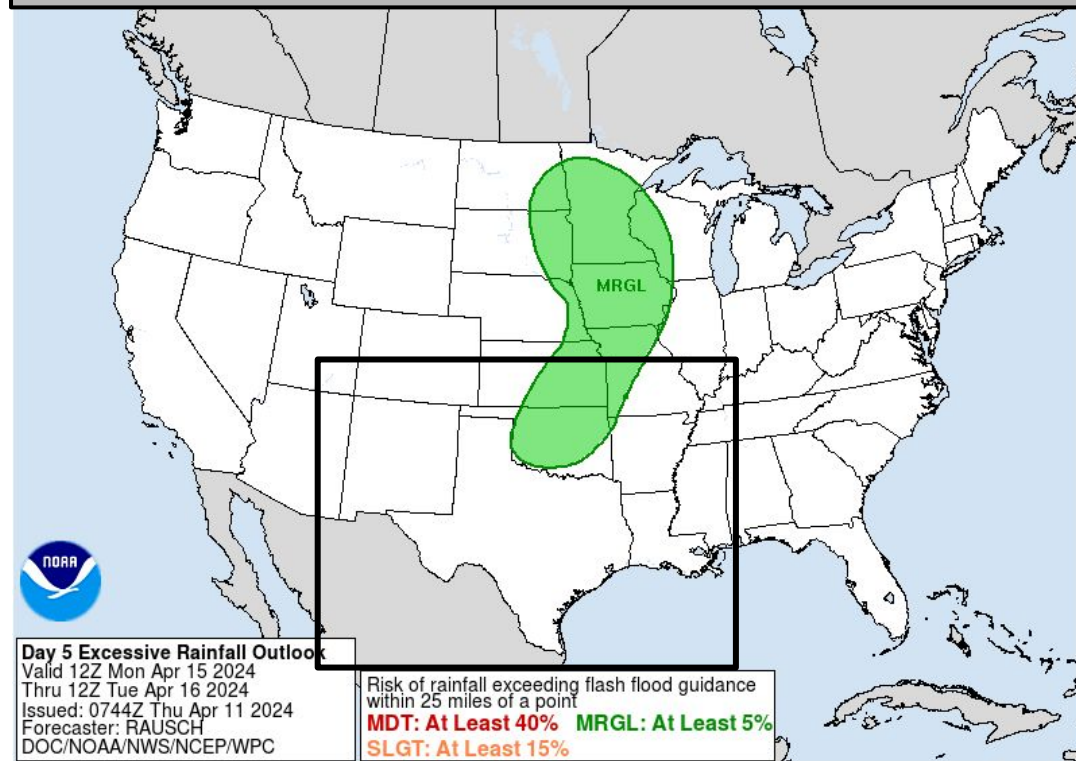 MRGL
NOAA
Day 5 Excessive Rainfall Outlook
Valid 12Z Mon Apr 15 2024
Thru 12Z Tue Apr 16 2024
Issued: 0744Z Thu Apr 11 2024
Forecaster: RAUSCH
DOC/NOAA/NWS/NCEP/WPC
Risk of rainfall exceeding flash flood guidance
within 25 miles of a point
MDT: At Least 40% MRGL: At Least 5%
SLGT: At Least 15%